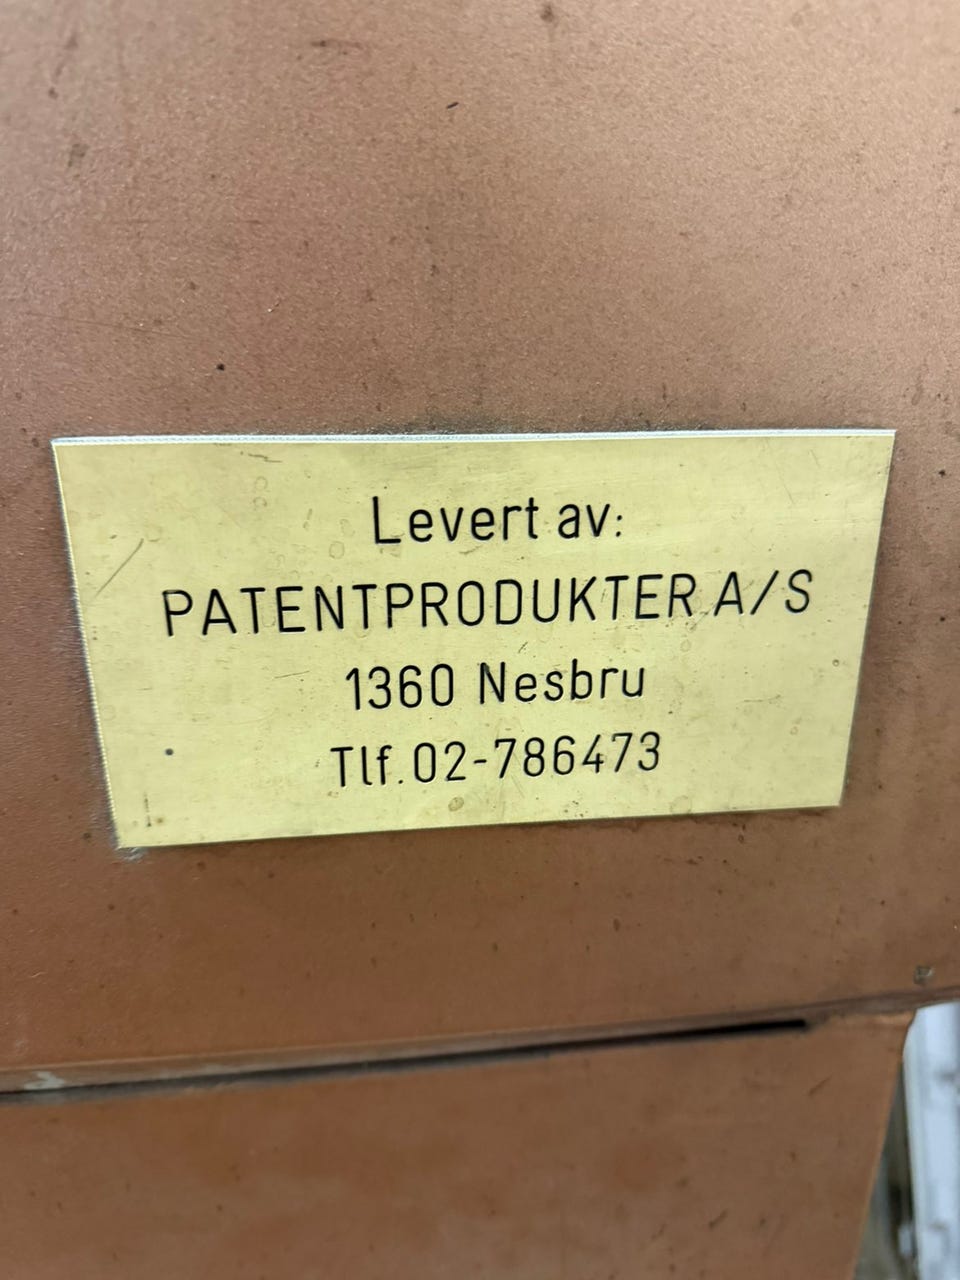 Levert av:
PATENTPRODUKTER A/S
1360 Nesbru
Tlf. 02-786473